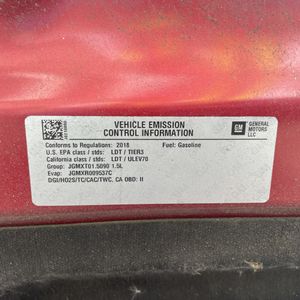 VEHICLE EMISSION
CONTROL INFORMATION
GM
GENERAL
MOTORS
LLC
Conforms to Regulations: 2018 Fuel: Gasoline
U.S. EPA class / stds: LDT / TIER3
California class / stds: LDT / ULEV70
Group: JGMXT01.5090 1.5L
Evap: JGMXR009537C
DGI/HO2S/TC/CAC/TWC. CA OBD: II